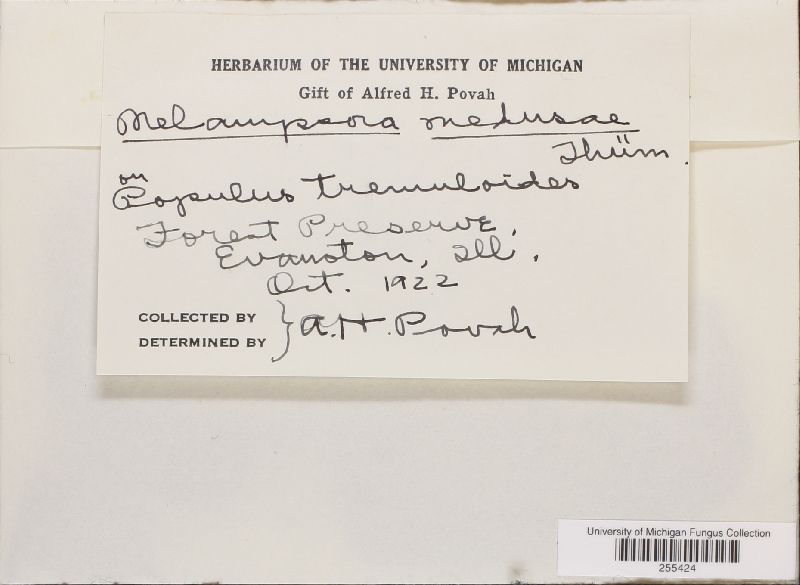 HERBARIUM OF THE UNIVERSITY OF MICHIGAN
Gift of Alfred H. Povah
Melampsora medusae
Thüm.
on
Populus tremuloides
Forest Preserve,
Evanston, Ill.
Oct. 1922
COLLECTED BY
DETERMINED BY } A.H. Povah
University of Michigan Fungus Collection
255424